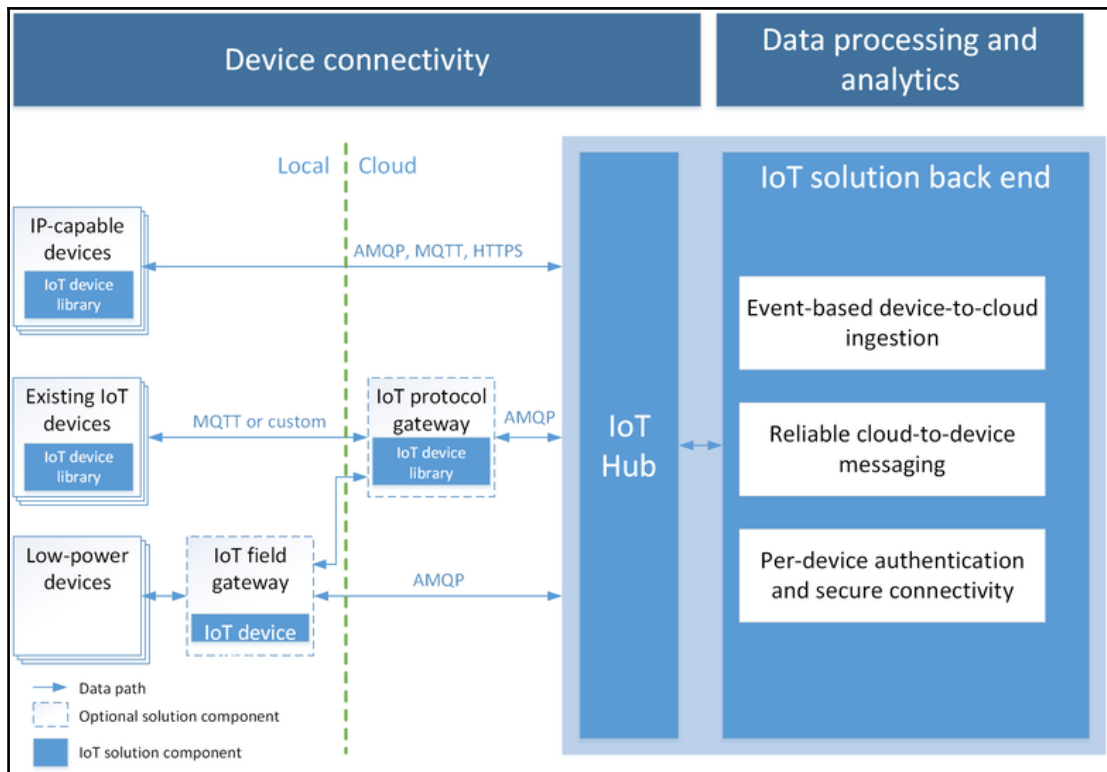 Device connectivity
Data processing and
analytics
Local
Cloud
IP-capable
devices
IoT device
library
AMQP, MQTT, HTTPS
Existing IoT
devices
IoT device
library
MQTT or custom
IoT protocol
gateway
IoT device
library
AMQP
Low-power
devices
IoT field
gateway
IoT device
AMQP
IoT
Hub
IoT solution back end
Event-based device-to-cloud
ingestion
Reliable cloud-to-device
messaging
Per-device authentication
and secure connectivity
Data path
Optional solution component
IoT solution component